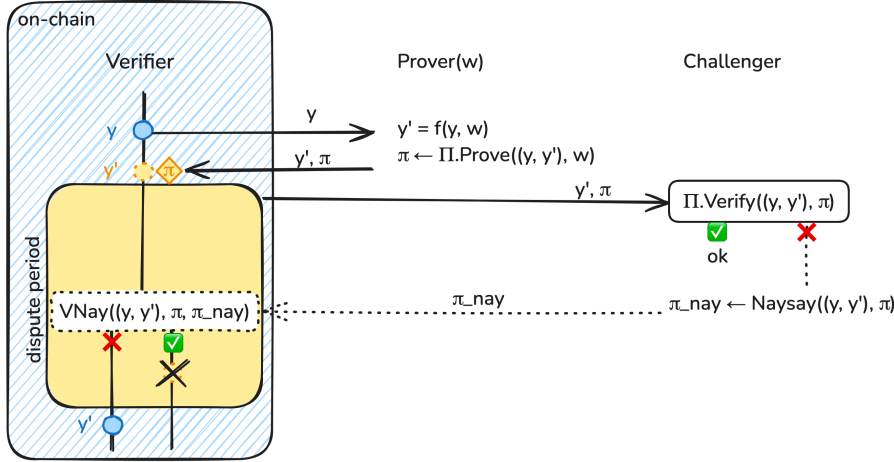 on-chain
Verifier
Prover(w)
Challenger
y
y
y' = f(y, w)
π ← Π.Prove((y, y'), w)
y'
π
y', π
y', π
Π.Verify((y, y'), π)
ok
dispute period
VNay((y, y'), π, π_nay)
π_nay
π_nay ← Naysay((y, y'), π)
y'